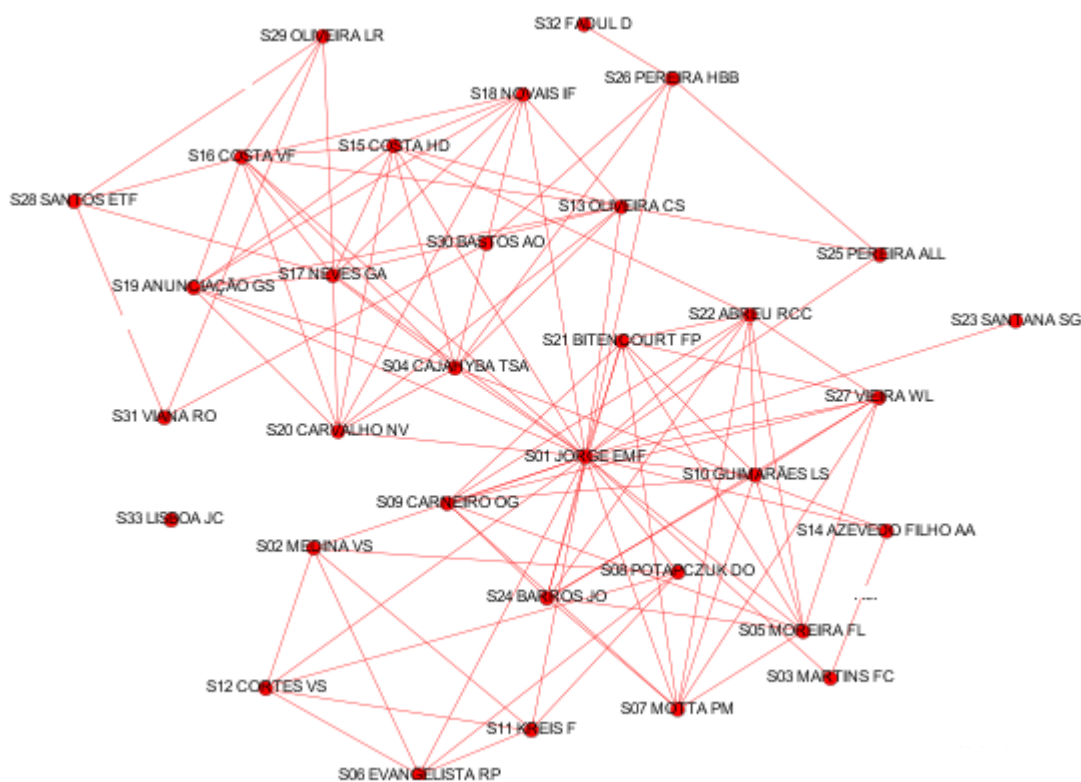 S32 FADUL D
S29 OLIVEIRA LR
S26 PEREIRA HBB
S18 NOVAIS IF
S15 COSTA HD
S16 COSTA VF
S28 SANTOS ETF
S13 OLIVEIRA CS
S30 BASTOS AO
S25 PEREIRA ALL
S17 NEVES GA
S19 ANUNCIAÇÃO GS
S22 ABREU RCC
S23 SANTANA SG
S21 BITENCOURT FP
S04 CAJAHYBA TSA
S27 VIEIRA WL
S31 VIANA RO
S20 CARVALHO NV
S01 JORGE EMF
S10 GUIMARÃES LS
S09 CARNEIRO OG
S33 LISBOA JC
S14 AZEVEDO FILHO AA
S02 MEDINA VS
S08 POTAPCZUK DO
S24 BARROS JO
S05 MOREIRA FL
S03 MARTINS FC
S12 CORTES VS
S07 MOTTA PM
S11 KREIS F
S06 EVANGELISTA RP